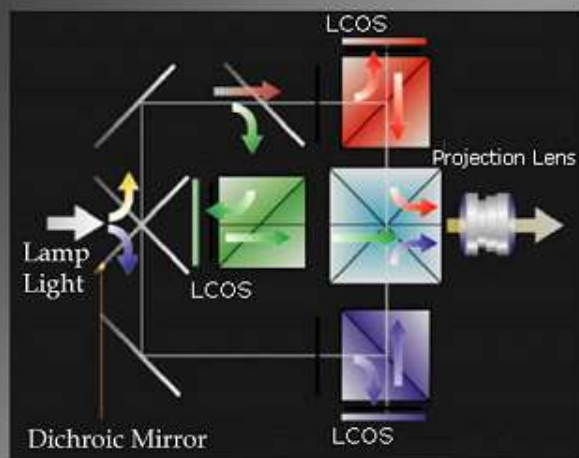 LCOS
Projection Lens
Lamp
Light
LCOS
Dichroic Mirror
LCOS